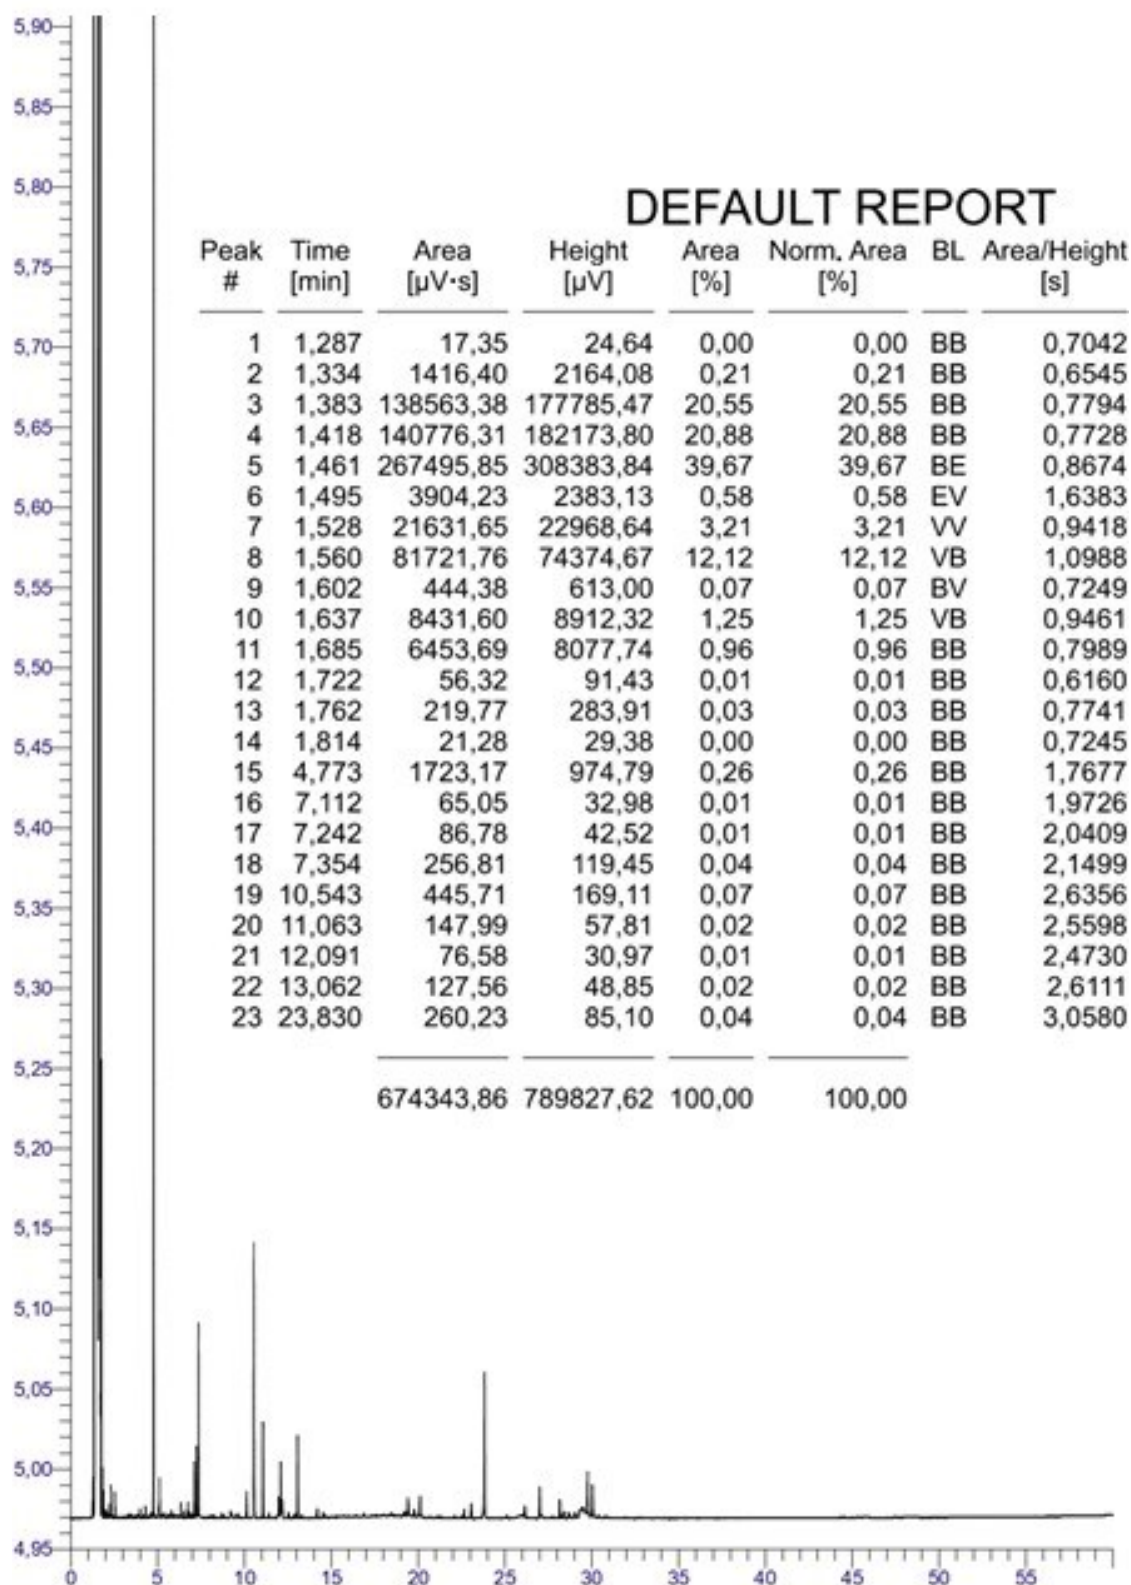 5,90
5,85
5,80
DEFAULT REPORT
Peak Time Area Height Area Norm. Area BL Area/Height
5,75
# [min] [µV·s] [µV] [%] [%] [s]
5,70
1 1,287 17,35 24,64 0,00 0,00 BB 0,7042
2 1,334 1416,40 2164,08 0,21 0,21 BB 0,6545
3 1,383 138563,38 177785,47 20,55 20,55 BB 0,7794
5,65
4 1,418 140776,31 182173,80 20,88 20,88 BB 0,7728
5 1,461 267495,85 308383,84 39,67 39,67 BE 0,8674
6 1,495 3904,23 2383,13 0,58 0,58 EV 1,6383
5,60
7 1,528 21631,65 22968,64 3,21 3,21 VV 0,9418
8 1,560 81721,76 74374,67 12,12 12,12 VB 1,0988
5,55
9 1,602 444,38 613,00 0,07 0,07 BV 0,7249
10 1,637 8431,60 8912,32 1,25 1,25 VB 0,9461
11 1,685 6453,69 8077,74 0,96 0,96 BB 0,7989
5,50
12 1,722 56,32 91,43 0,01 0,01 BB 0,6160
13 1,762 219,77 283,91 0,03 0,03 BB 0,7741
14 1,814 21,28 29,38 0,00 0,00 BB 0,7245
5,45
15 4,773 1723,17 974,79 0,26 0,26 BB 1,7677
16 7,112 65,05 32,98 0,01 0,01 BB 1,9726
5,40
17 7,242 86,78 42,52 0,01 0,01 BB 2,0409
18 7,354 256,81 119,45 0,04 0,04 BB 2,1499
19 10,543 445,71 169,11 0,07 0,07 BB 2,6356
5,35
20 11,063 147,99 57,81 0,02 0,02 BB 2,5598
21 12,091 76,58 30,97 0,01 0,01 BB 2,4730
5,30
22 13,062 127,56 48,85 0,02 0,02 BB 2,6111
23 23,830 260,23 85,10 0,04 0,04 BB 3,0580
5,25
674343,86 789827,62 100,00 100,00
5,20
5,15
5,10
5,05
5,00
4,95
0 5 10 15 20 25 30 35 40 45 50 55